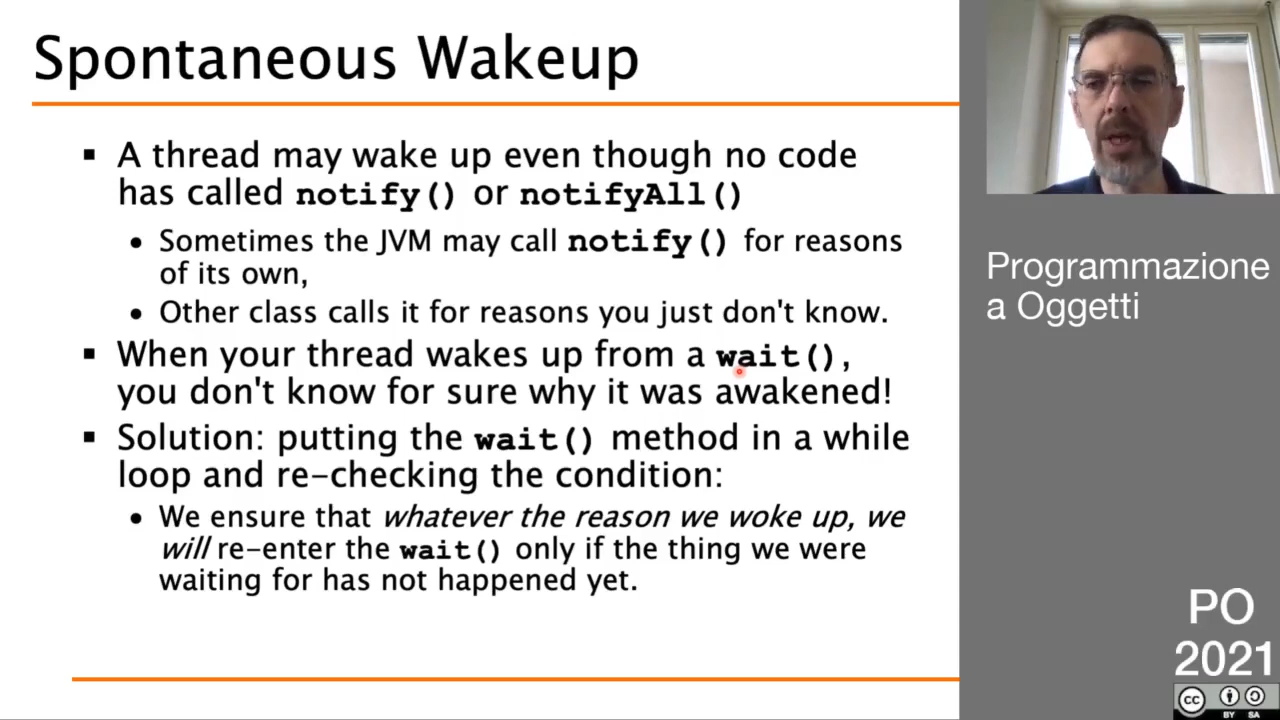 Spontaneous Wakeup
▪ A thread may wake up even though no code
has called notify() or notifyAll()
• Sometimes the JVM may call notify() for reasons
of its own,
• Other class calls it for reasons you just don't know.
▪ When your thread wakes up from a wait(),
you don't know for sure why it was awakened!
▪ Solution: putting the wait() method in a while
loop and re-checking the condition:
• We ensure that whatever the reason we woke up, we
will re-enter the wait() only if the thing we were
waiting for has not happened yet.
Programmazione
a Oggetti
PO
2021
cc
BY SA